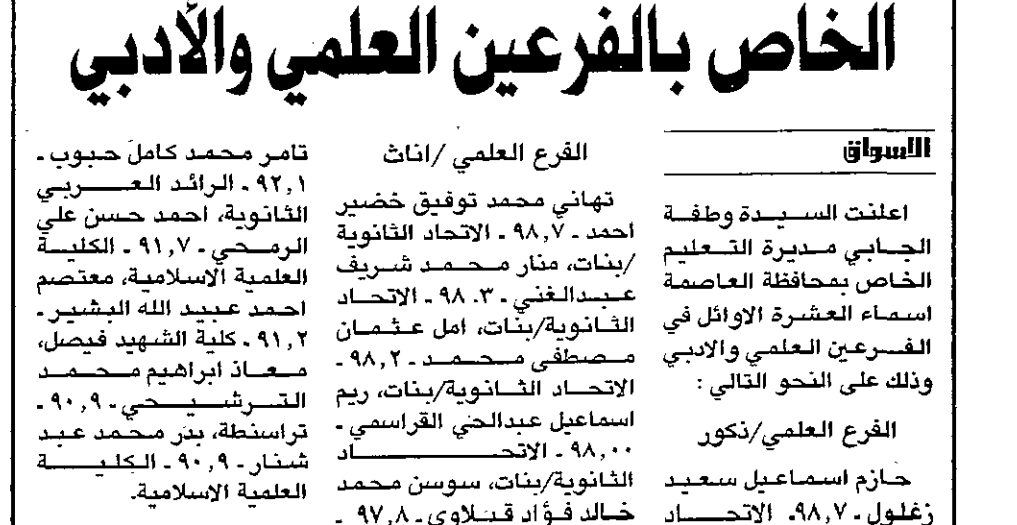 الخاص بالفرعين العلمي والأدبي
الاسواق
اعلنت السيدة وطفة
الجابي مديرة التعليم
الخاص بمحافظة العاصمة
اسماء العشرة الاوائل في
الفرعين العلمي والادبي
وذلك على النحو التالي :
الفرع العلمي/ذكور
حازم اسماعيل سعيد
زغلول - ٩٨,٧. الاتحاد
الفرع العلمي /اناث
تهاني محمد توفيق خضير
احمد - ٩٨,٧ - الاتحاد الثانوية
/بنات، منار محمد شريف
عبدالغني - ٩٨.٣ - الاتحاد
الثانوية/بنات، امل عثمان
مصطفى محمد - ٩٨,٢ -
الاتحاد الثانوية/بنات، ريم
اسماعيل عبدالحي القراسمي -
٩٨,٠٠ - الاتحاد
الثانوية/بنات، سوسن محمد
خالد فؤاد قبلاوي - ٩٧,٨ -
تامر محمد كامل حبوب -
٩٢,١ - الرائد العربي
الثانوية، احمد حسن علي
الرمحي - ٩١,٧ - الكلية
العلمية الاسلامية، معتصم
احمد عبيد الله البشير -
٩١,٢ - كلية الشهيد فيصل،
معاذ ابراهيم محمد
الترشيحي - ٩٠,٩ -
تراسنطة، بدر محمد عبد
شنار - ٩٠,٩ - الكلية
العلمية الاسلامية.